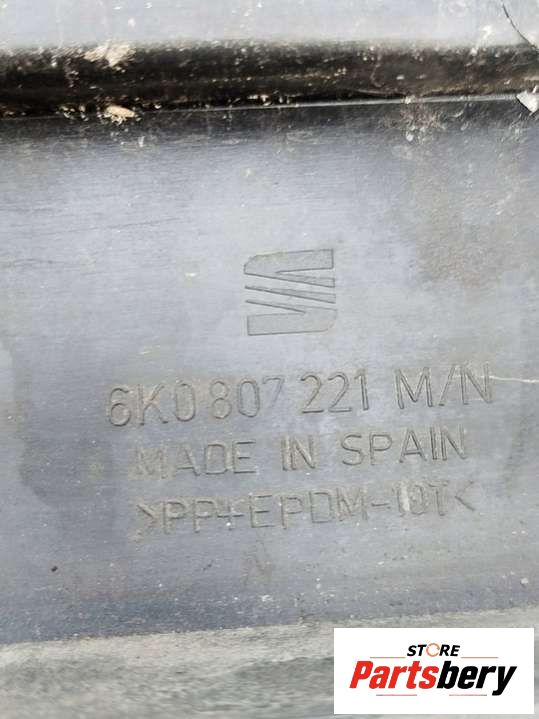 6K0 807 221 M/N
MADE IN SPAIN
>PP+EPDM-10T<
STORE
Partsbery